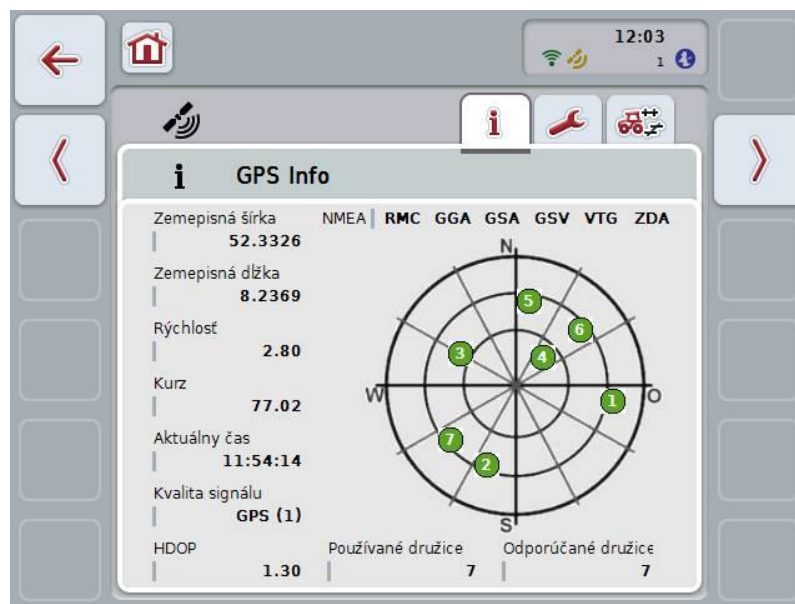 12:03
1
GPS Info
Zemepisná šírka
52.3326
NMEA RMC GGA GSA GSV VTG ZDA
Zemepisná dĺžka
8.2369
Rýchlosť
2.80
Kurz
77.02
Aktuálny čas
11:54:14
Kvalita signálu
GPS (1)
HDOP
1.30
N
5
6
3
4
W
1
O
7
2
S
Používané družice
7
Odporúčané družice
7